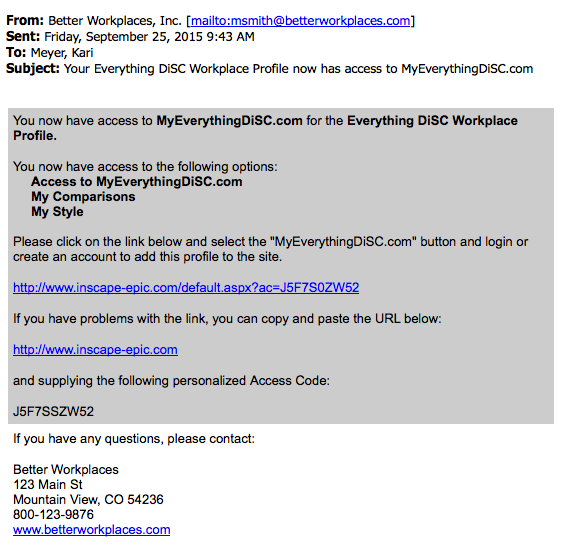 From: Better Workplaces, Inc. [mailto:msmith@betterworkplaces.com]
Sent: Friday, September 25, 2015 9:43 AM
To: Meyer, Kari
Subject: Your Everything DiSC Workplace Profile now has access to MyEverythingDiSC.com
You now have access to MyEverythingDiSC.com for the Everything DiSC Workplace
Profile.
You now have access to the following options:
Access to MyEverythingDiSC.com
My Comparisons
My Style
Please click on the link below and select the "MyEverythingDiSC.com" button and login or
create an account to add this profile to the site.
http://www.inscape-epic.com/default.aspx?ac=J5F7S0ZW52
If you have problems with the link, you can copy and paste the URL below:
http://www.inscape-epic.com
and supplying the following personalized Access Code:
J5F7SSZW52
If you have any questions, please contact:
Better Workplaces
123 Main St
Mountain View, CO 54236
800-123-9876
www.betterworkplaces.com